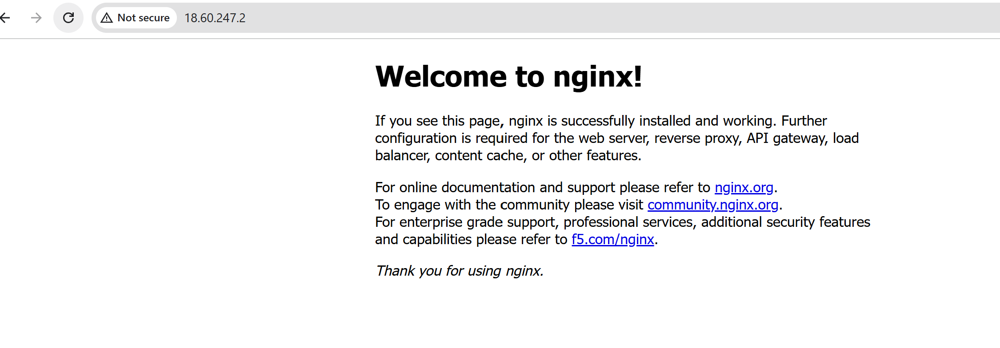 Not secure 18.60.247.2
Welcome to nginx!
If you see this page, nginx is successfully installed and working. Further
configuration is required for the web server, reverse proxy, API gateway, load
balancer, content cache, or other features.
For online documentation and support please refer to nginx.org.
To engage with the community please visit community.nginx.org.
For enterprise grade support, professional services, additional security features
and capabilities please refer to f5.com/nginx.
Thank you for using nginx.